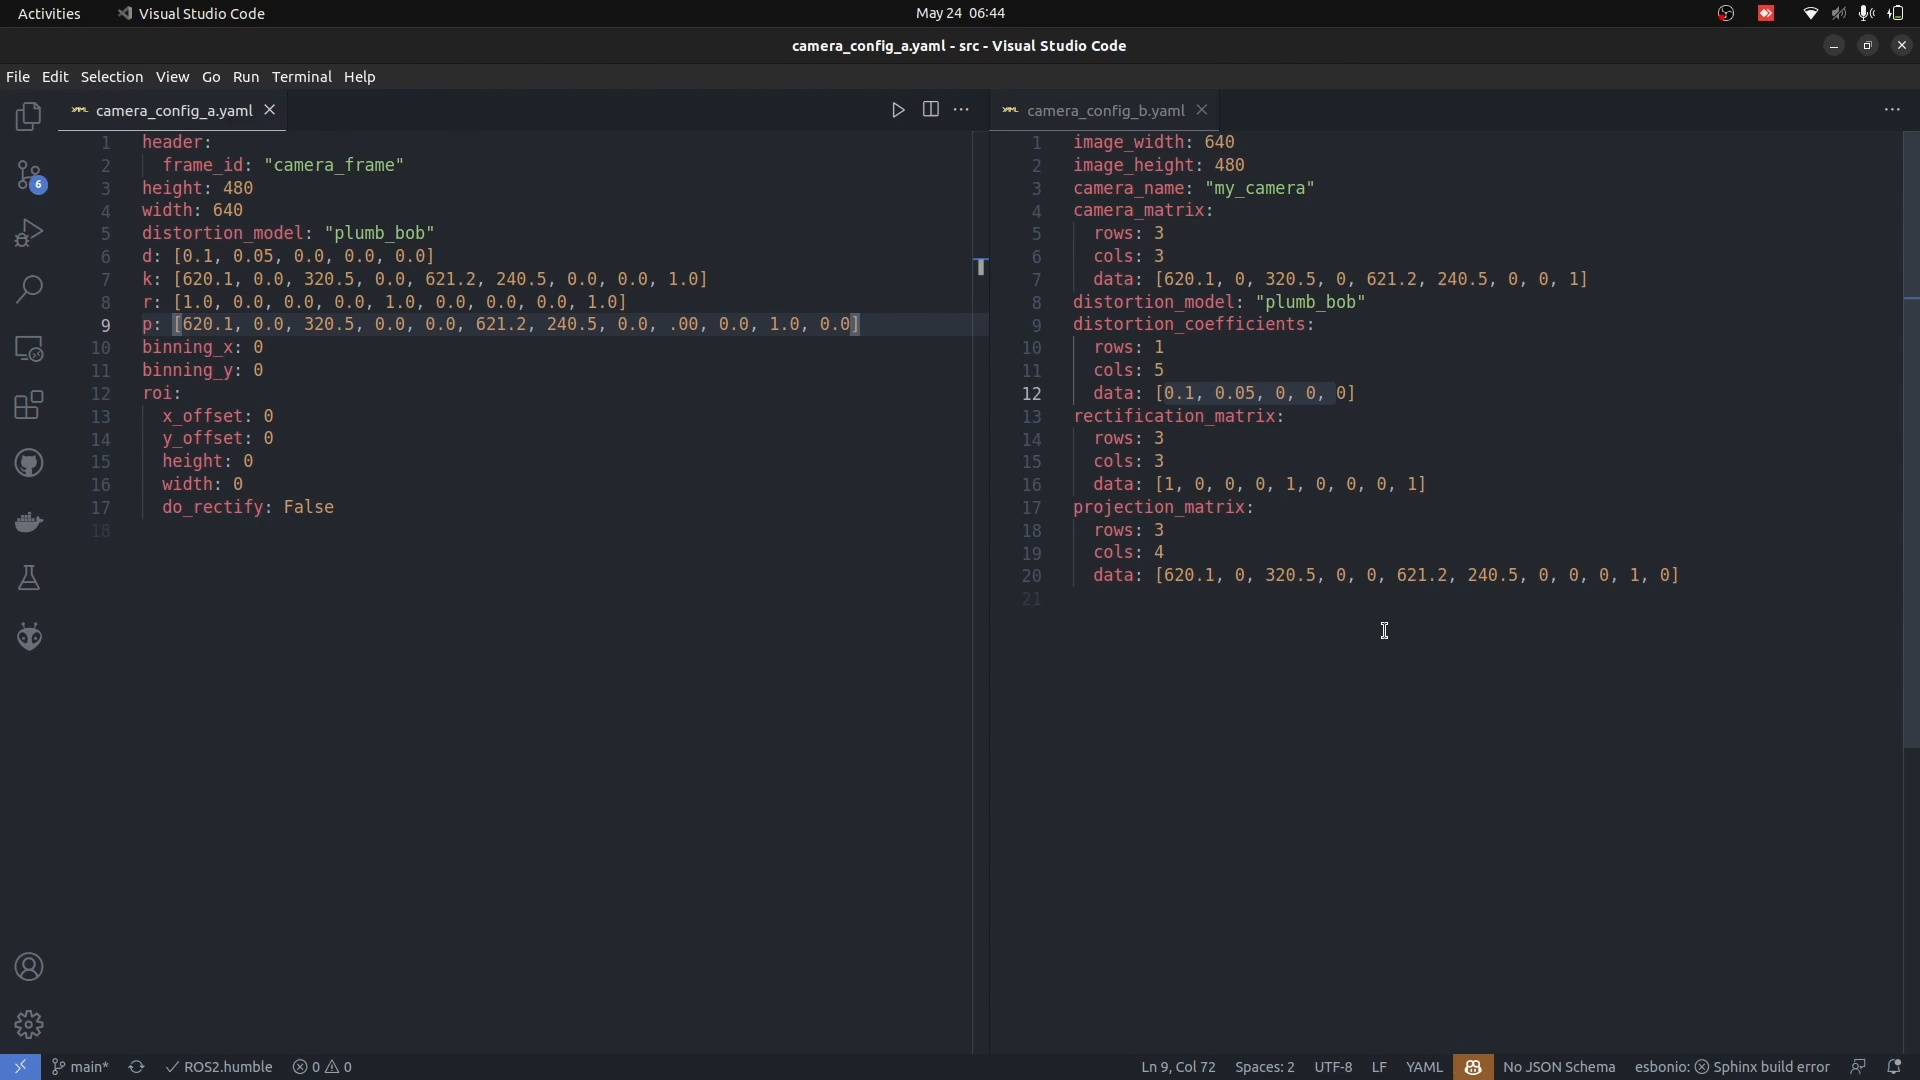 Activities Visual Studio Code May 24 06:44
camera_config_a.yaml - src - Visual Studio Code
File Edit Selection View Go Run Terminal Help
camera_config_a.yaml
1 header:
2 frame_id: "camera_frame"
3 height: 480
4 width: 640
5 distortion_model: "plumb_bob"
6 d: [0.1, 0.05, 0.0, 0.0, 0.0]
7 k: [620.1, 0.0, 320.5, 0.0, 621.2, 240.5, 0.0, 0.0, 1.0]
8 r: [1.0, 0.0, 0.0, 0.0, 1.0, 0.0, 0.0, 0.0, 1.0]
9 p: [620.1, 0.0, 320.5, 0.0, 0.0, 621.2, 240.5, 0.0, .00, 0.0, 1.0, 0.0]
10 binning_x: 0
11 binning_y: 0
12 roi:
13 x_offset: 0
14 y_offset: 0
15 height: 0
16 width: 0
17 do_rectify: False
18
camera_config_b.yaml
1 image_width: 640
2 image_height: 480
3 camera_name: "my_camera"
4 camera_matrix:
5 rows: 3
6 cols: 3
7 data: [620.1, 0, 320.5, 0, 621.2, 240.5, 0, 0, 1]
8 distortion_model: "plumb_bob"
9 distortion_coefficients:
10 rows: 1
11 cols: 5
12 data: [0.1, 0.05, 0, 0, 0]
13 rectification_matrix:
14 rows: 3
15 cols: 3
16 data: [1, 0, 0, 0, 1, 0, 0, 0, 1]
17 projection_matrix:
18 rows: 3
19 cols: 4
20 data: [620.1, 0, 320.5, 0, 0, 621.2, 240.5, 0, 0, 0, 1, 0]
21
6
main* ROS2.humble 0 0 Ln 9, Col 72 Spaces: 2 UTF-8 LF YAML No JSON Schema esbonio: Sphinx build error